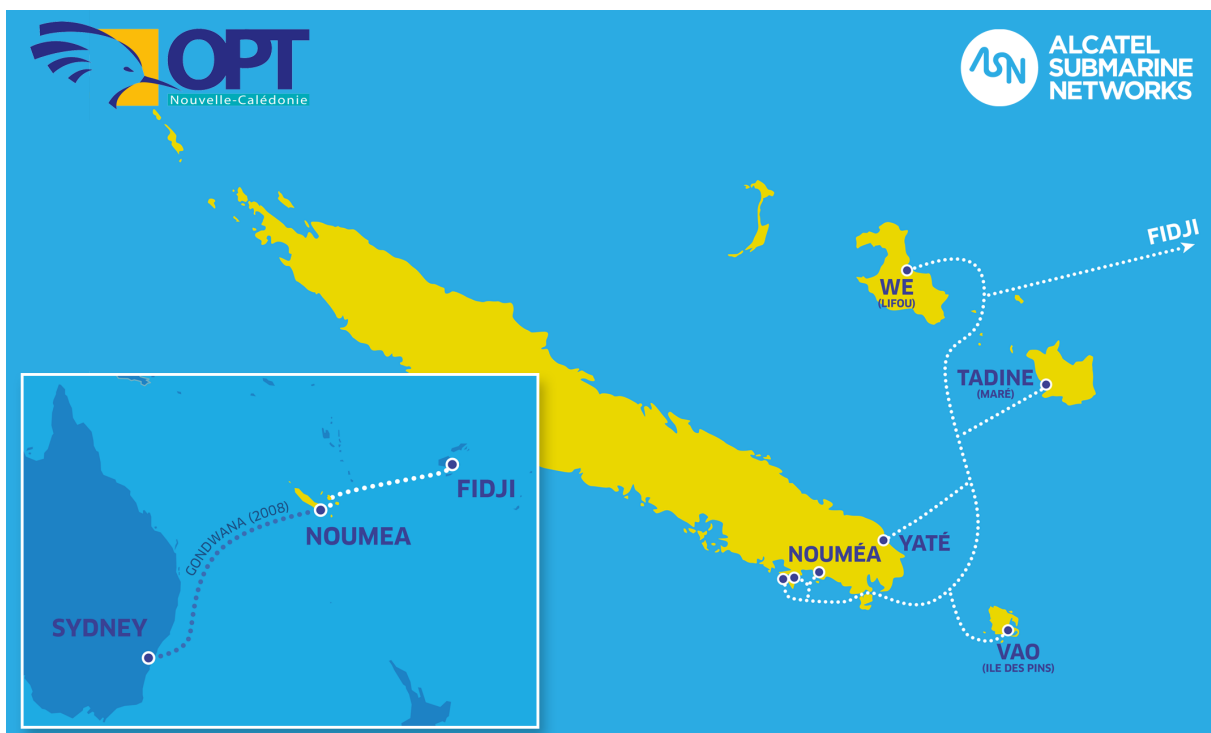 OPT
Nouvelle-Calédonie
ASN
ALCATEL
SUBMARINE
NETWORKS
FIDJI
WE
(LIFOU)
TADINE
(MARÉ)
NOUMÉA
YATÉ
VAO
(ILE DES PINS)
FIDJI
GONDWANA (2008)
NOUMEA
SYDNEY